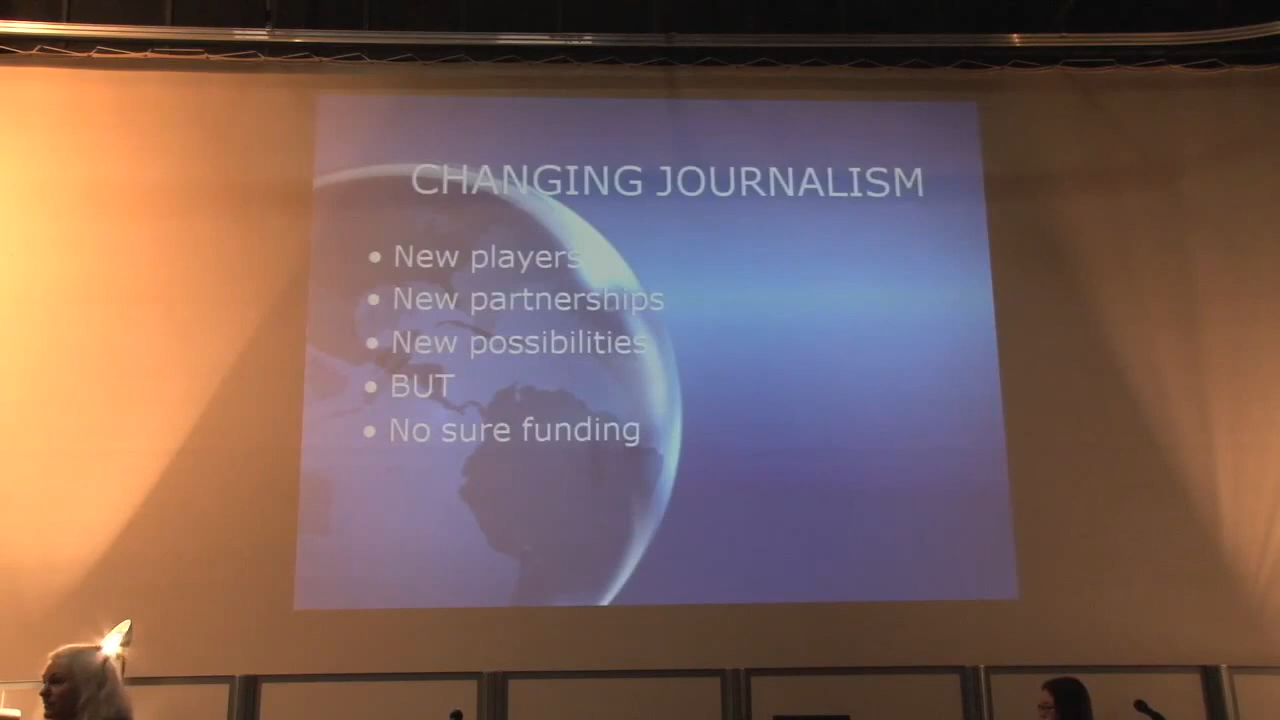 CHANGING JOURNALISM
• New players
• New partnerships
• New possibilities
• BUT
• No sure funding